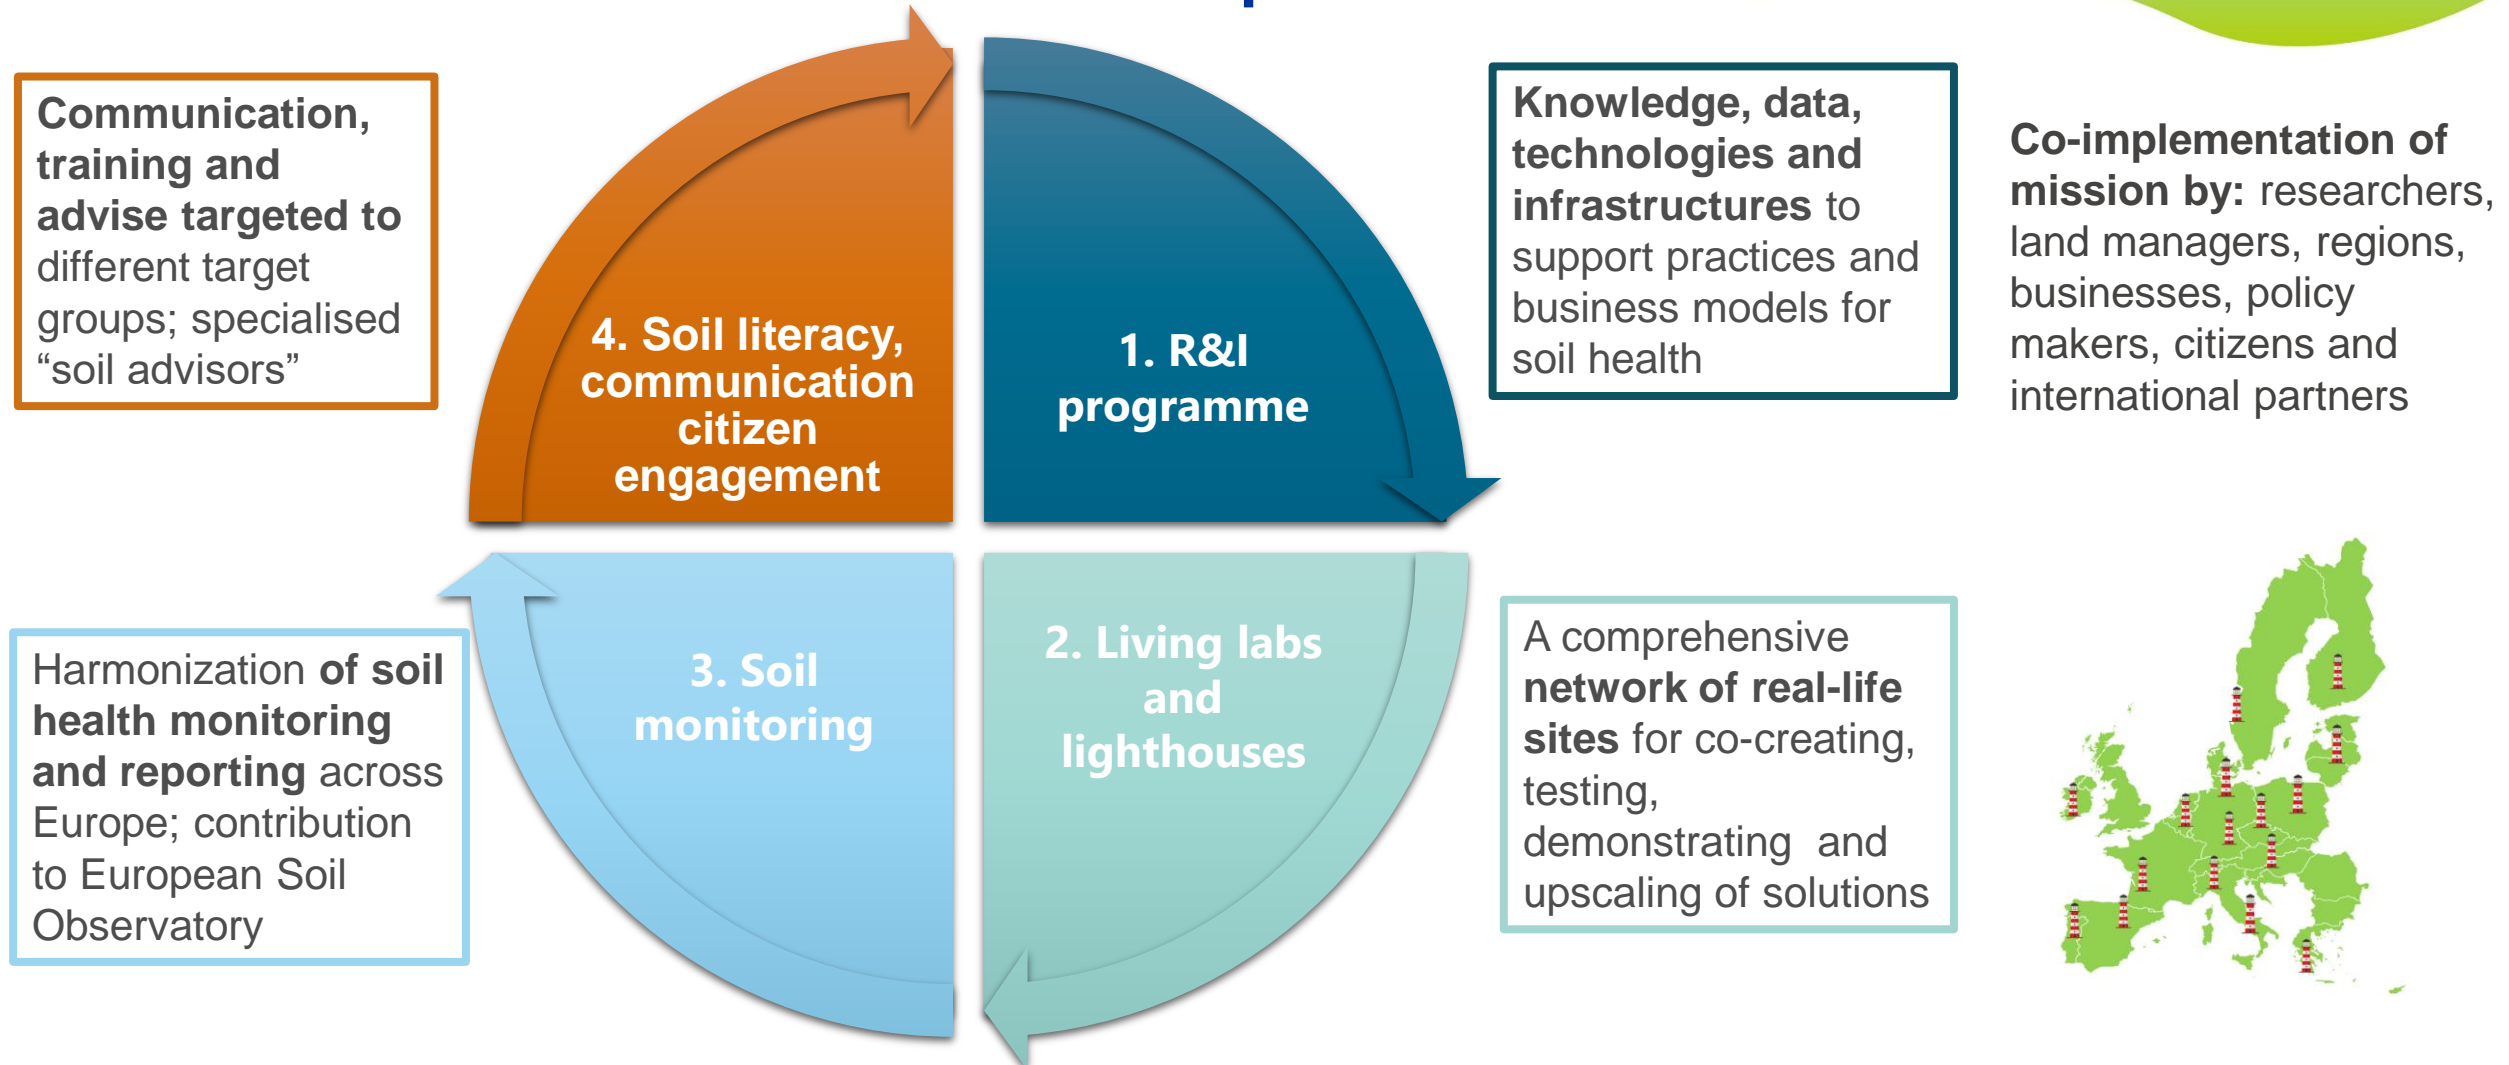 Communication,
training and
advise targeted to
different target
groups; specialised
“soil advisors”
4. Soil literacy,
communication
citizen
engagement
1. R&I
programme
Knowledge, data,
technologies and
infrastructures to
support practices and
business models for
soil health
Co-implementation of
mission by: researchers,
land managers, regions,
businesses, policy
makers, citizens and
international partners
Harmonization of soil
health monitoring
and reporting across
Europe; contribution
to European Soil
Observatory
3. Soil
monitoring
2. Living labs
and
lighthouses
A comprehensive
network of real-life
sites for co-creating,
testing,
demonstrating  and
upscaling of solutions